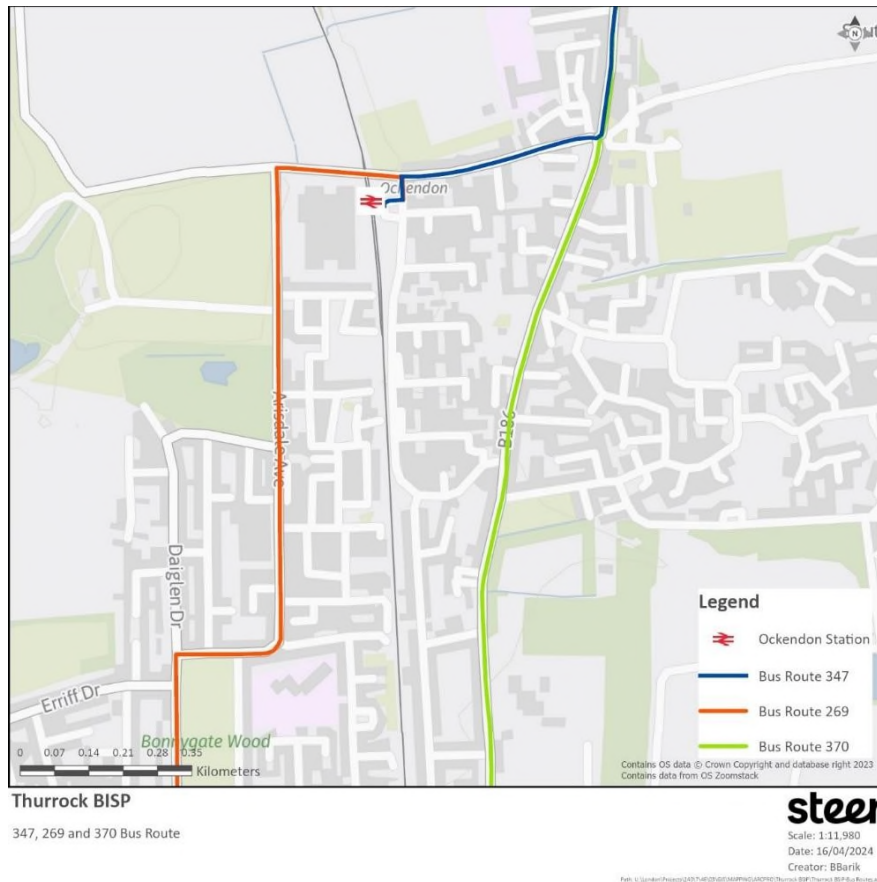 Sout
N
Ockendon
Arisdale Ave
B186
Daiglen Dr
Erriff Dr
Bonnygate Wood
0 0.07 0.14 0.21 0.28 0.35
Kilometers
Legend
Ockendon Station
Bus Route 347
Bus Route 269
Bus Route 370
Contains OS data © Crown Copyright and database right 2023
Contains data from OS Zoomstack
Thurrock BISP
347, 269 and 370 Bus Route
steer
Scale: 1:11,980
Date: 16/04/2024
Creator: BBarik